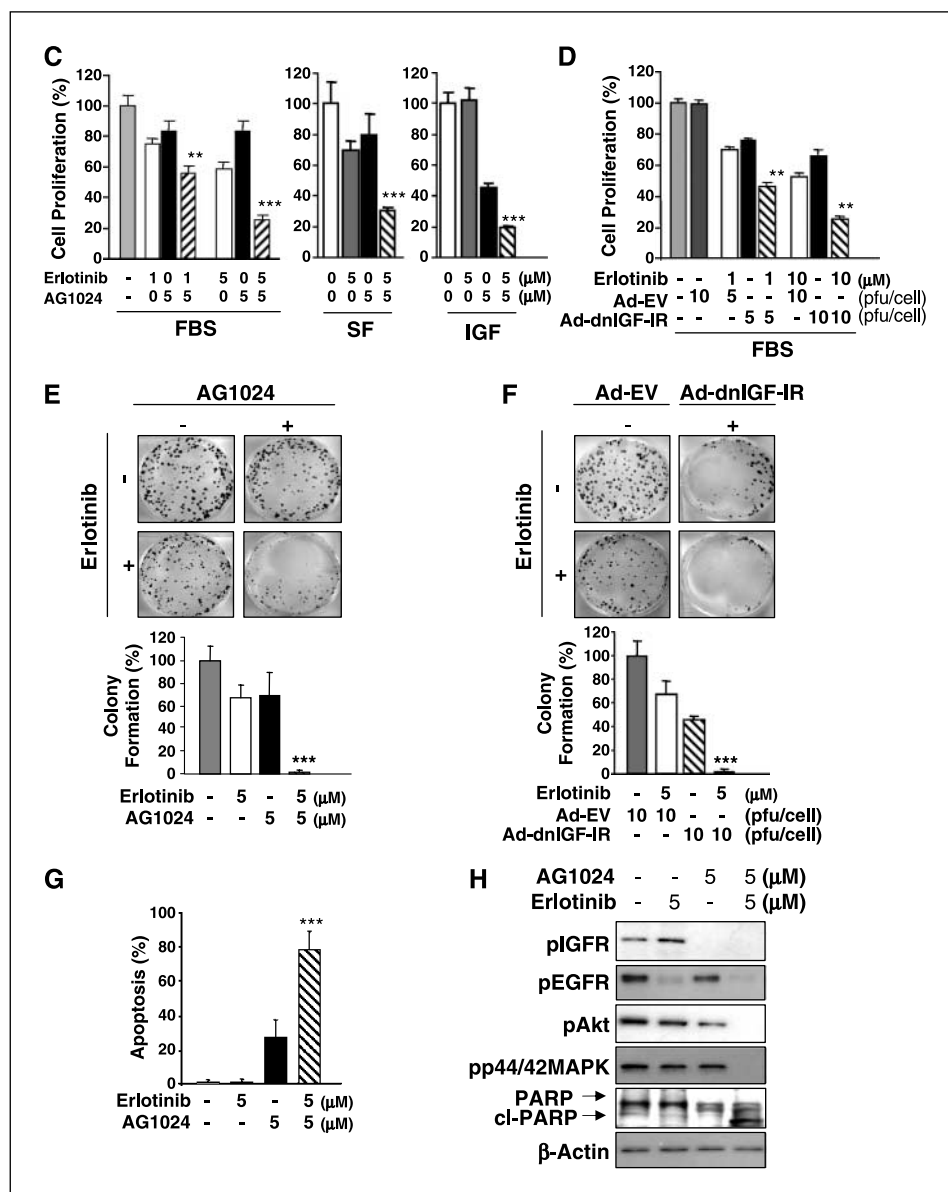 C
D
120
100
80
60
40
20
0
Cell Proliferation (%)
**
***
120
100
80
60
40
20
0
***
120
100
80
60
40
20
0
***
Erlotinib - 1 0 1 5 0 5 0 5 0 5 0 5 0 5 (μM)
AG1024 - 0 5 5 0 5 5 0 0 5 5 0 0 5 5 (μM)
FBS
SF
IGF
120
100
80
60
40
20
0
Cell Proliferation (%)
**
**
Erlotinib 1 1 10 10 (μM)
Ad-EV - 10 5 10 (pfu/cell)
Ad-dnIGF-IR 5 5 10 10 (pfu/cell)
FBS
E
AG1024
- +
Erlotinib
-
+
120
100
80
60
40
20
0
Colony Formation (%)
***
Erlotinib - 5 - 5 (μM)
AG1024 - - 5 5 (μM)
F
Ad-EV Ad-dnIGF-IR
- +
Erlotinib
-
+
120
100
80
60
40
20
0
Colony Formation (%)
***
Erlotinib - 5 - 5 (μM)
Ad-EV 10 10 - - (pfu/cell)
Ad-dnIGF-IR - - 10 10 (pfu/cell)
G
100
80
60
40
20
0
Apoptosis (%)
***
Erlotinib - 5 - 5 (μM)
AG1024 - - 5 5 (μM)
H
AG1024 - - 5 5 (μM)
Erlotinib - 5 - 5 (μM)
pIGFR
pEGFR
pAkt
pp44/42MAPK
PARP
cl-PARP
β-Actin